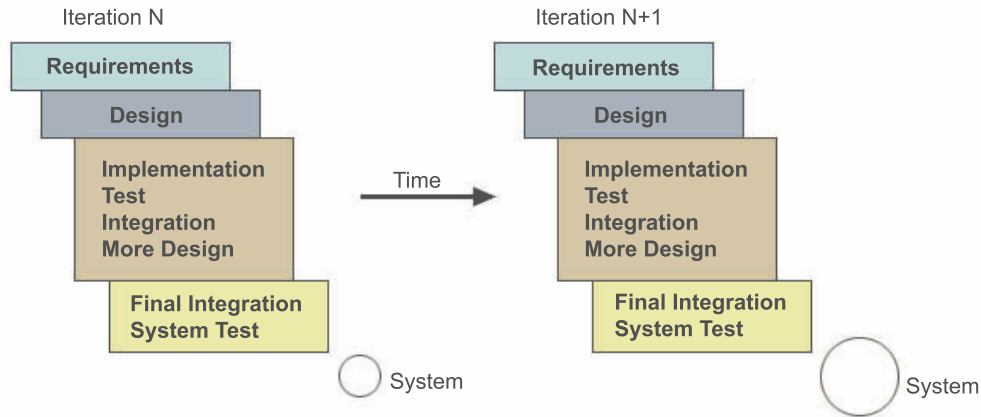 Iteration N
Requirements
Design
Implementation
Test
Integration
More Design
Final Integration
System Test
System
Time
Iteration N+1
Requirements
Design
Implementation
Test
Integration
More Design
Final Integration
System Test
System